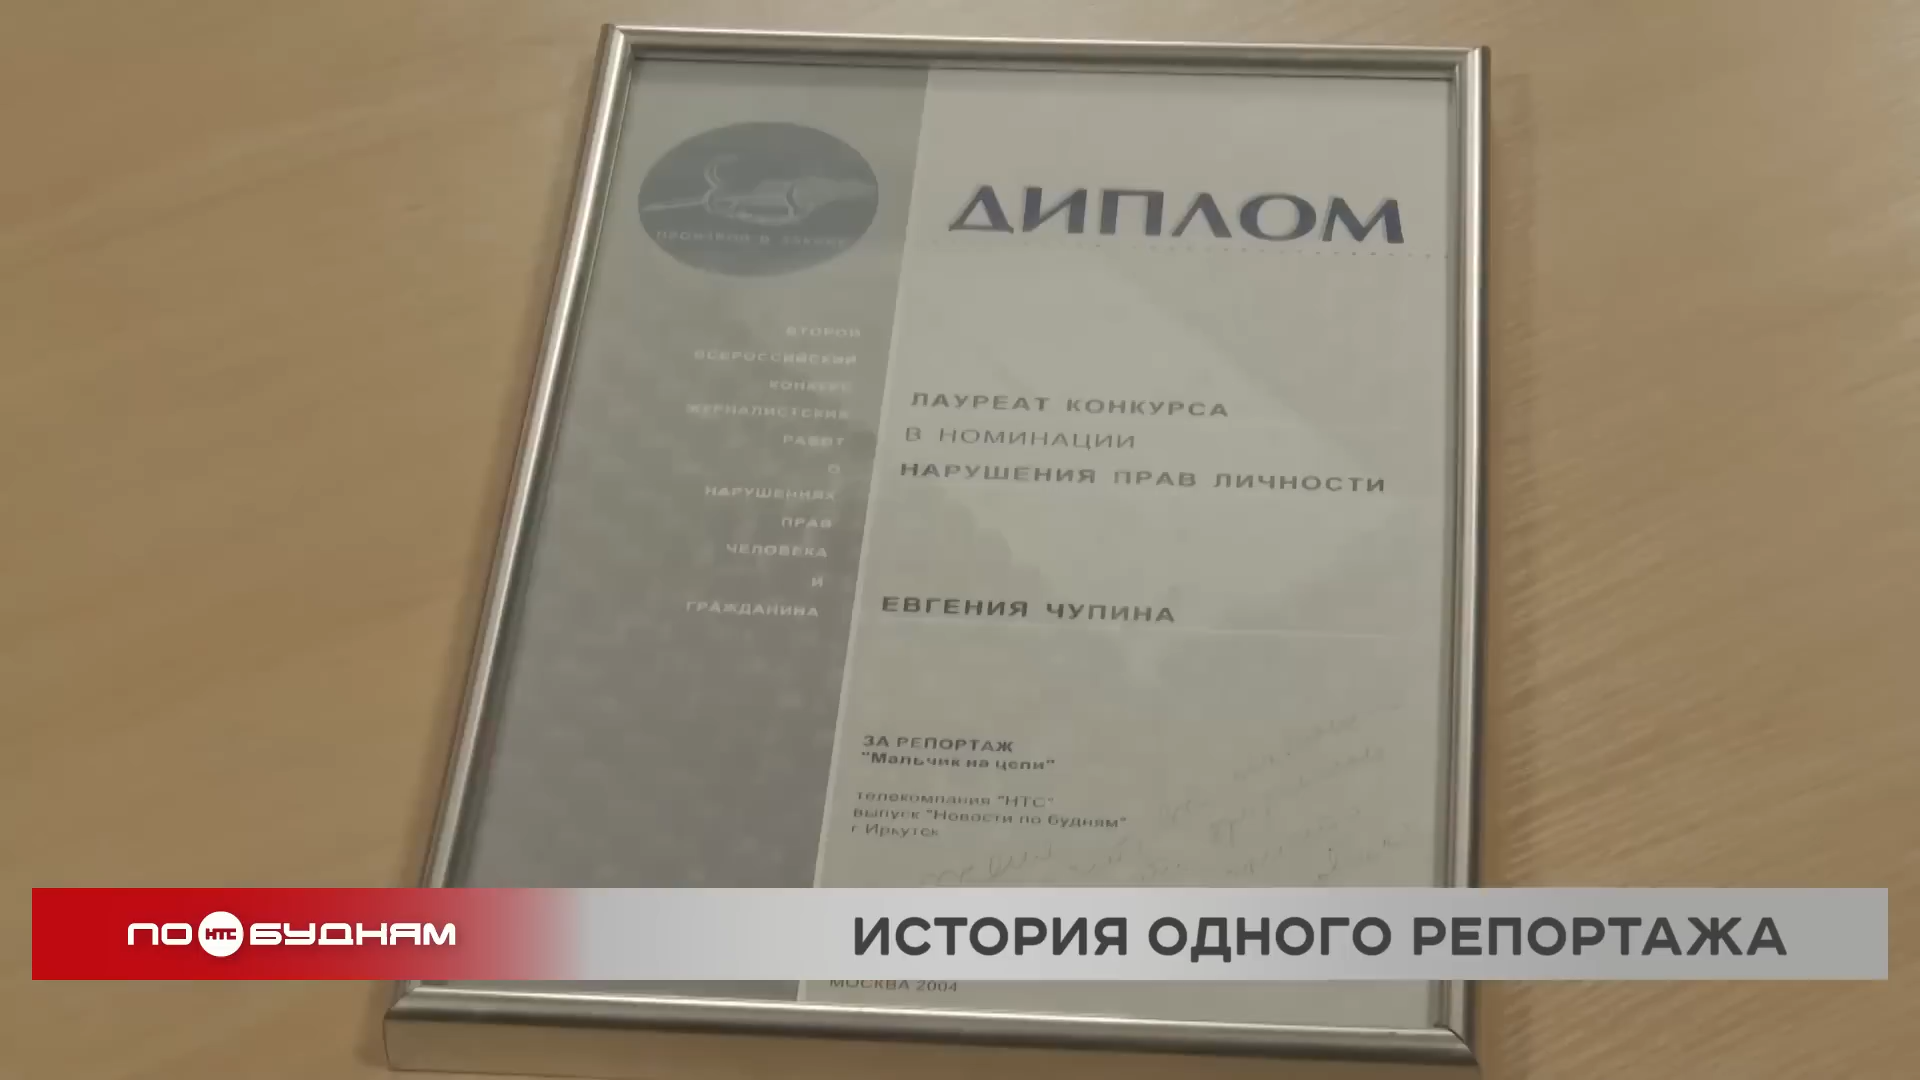 ДИПЛОМ
ВТОРОЙ
ВСЕРОССИЙСКИЙ
КОНКУРС
ЖУРНАЛИСТСКИХ
РАБОТ
О
НАРУШЕНИЯХ
ПРАВ
ЧЕЛОВЕКА
И
ГРАЖДАНИНА
ЛАУРЕАТ КОНКУРСА
В НОМИНАЦИИ
НАРУШЕНИЯ ПРАВ ЛИЧНОСТИ
ЕВГЕНИЯ ЧУПИНА
ЗА РЕПОРТАЖ
"Мальчик на цепи"
телекомпания "НТС"
выпуск "Новости по будням"
г Иркутск
ПО НТС БУДНЯМ
ИСТОРИЯ ОДНОГО РЕПОРТАЖА
МОСКВА 2004